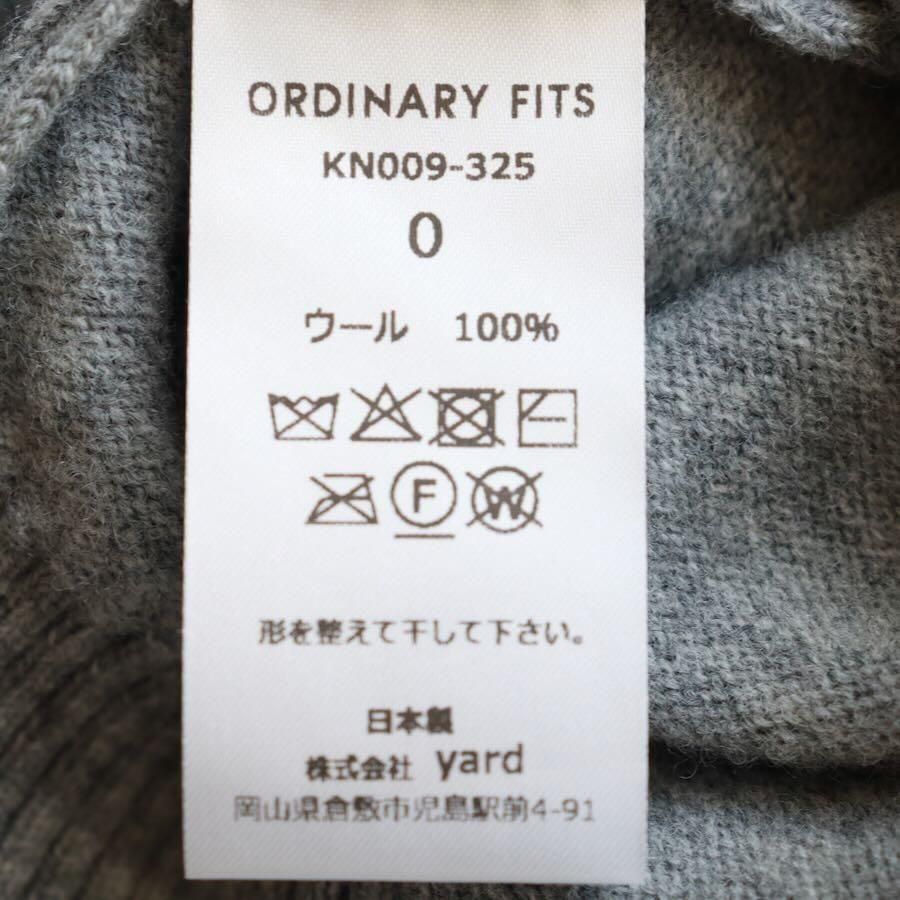 ORDINARY FITS
KN009-325
0
ウール 100%
F W
形を整えて干して下さい。
日本製
株式会社 yard
岡山県倉敷市児島駅前4-91